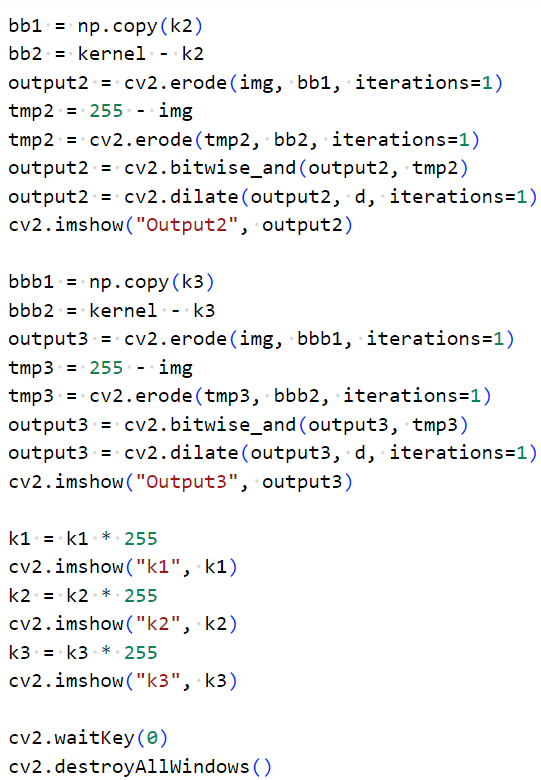 bb1 = np.copy(k2)
bb2 = kernel - k2
output2 = cv2.erode(img, bb1, iterations=1)
tmp2 = 255 - img
tmp2 = cv2.erode(tmp2, bb2, iterations=1)
output2 = cv2.bitwise_and(output2, tmp2)
output2 = cv2.dilate(output2, d, iterations=1)
cv2.imshow("Output2", output2)

bbb1 = np.copy(k3)
bbb2 = kernel - k3
output3 = cv2.erode(img, bbb1, iterations=1)
tmp3 = 255 - img
tmp3 = cv2.erode(tmp3, bbb2, iterations=1)
output3 = cv2.bitwise_and(output3, tmp3)
output3 = cv2.dilate(output3, d, iterations=1)
cv2.imshow("Output3", output3)

k1 = k1 * 255
cv2.imshow("k1", k1)
k2 = k2 * 255
cv2.imshow("k2", k2)
k3 = k3 * 255
cv2.imshow("k3", k3)

cv2.waitKey(0)
cv2.destroyAllWindows()